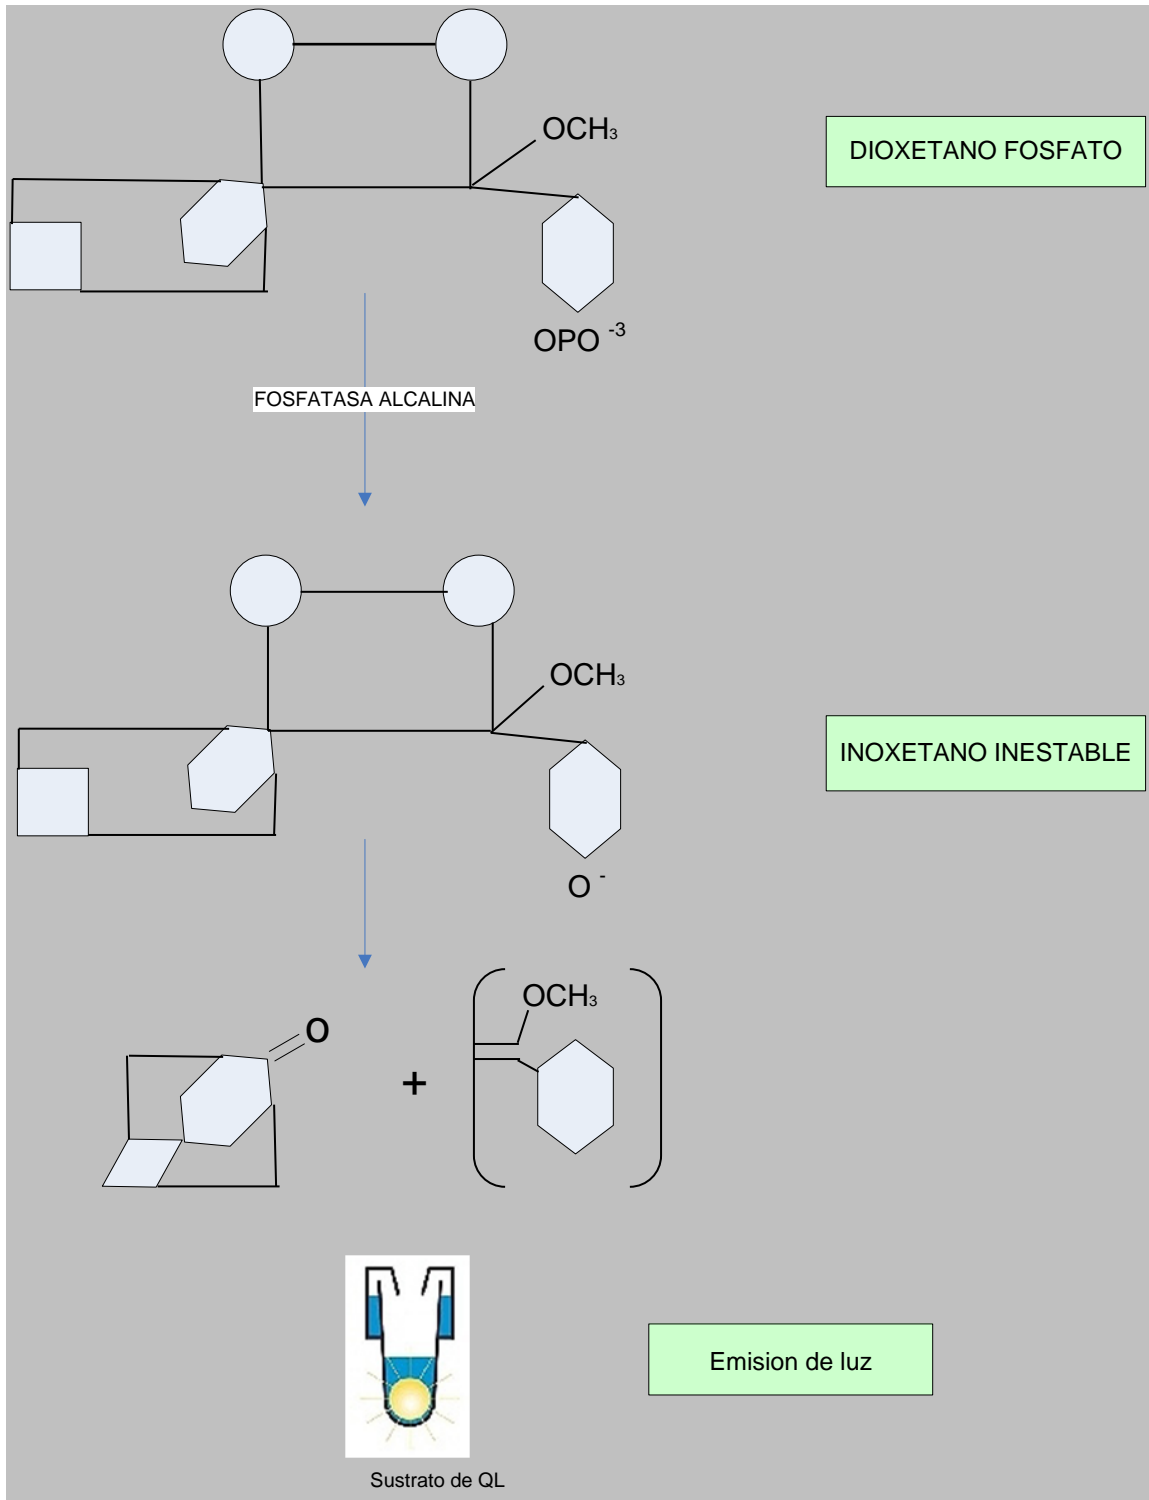 OCH₃
DIOXETANO FOSFATO
OPO ⁻³
FOSFATASA ALCALINA
OCH₃
INOXETANO INESTABLE
O ⁻
O
OCH₃
+
Emision de luz
Sustrato de QL